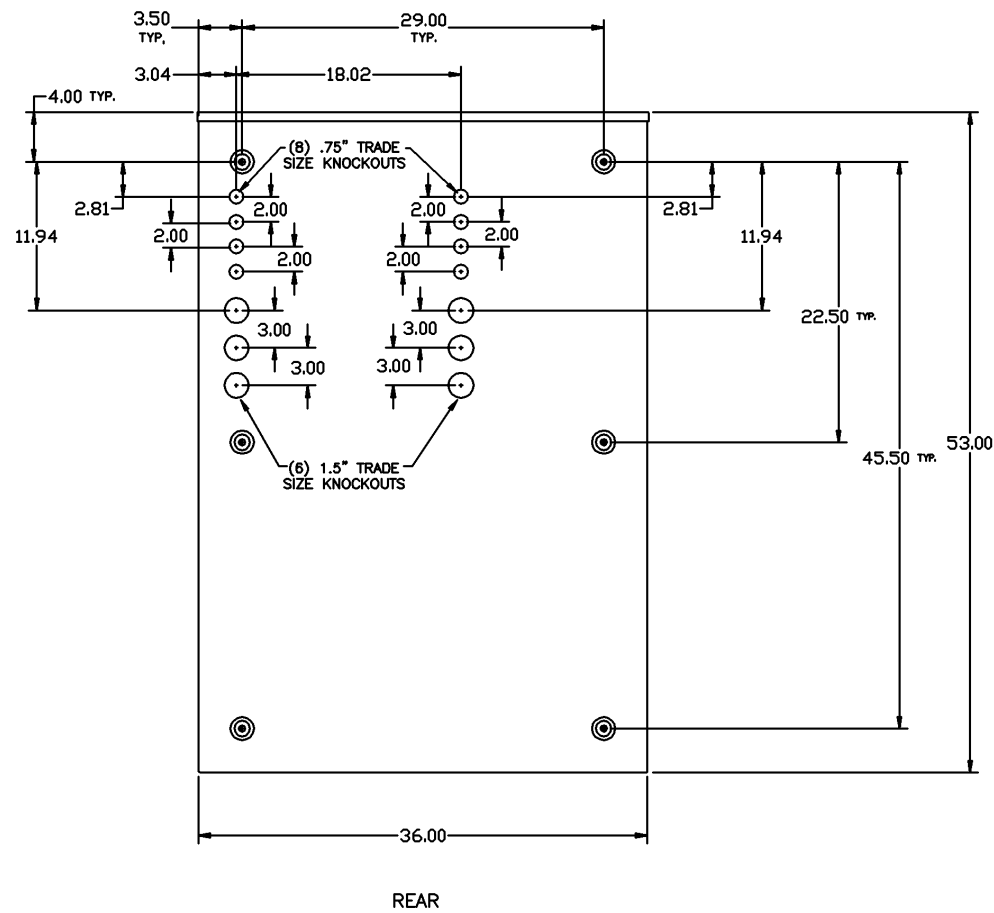 3.50
TYP.
29.00
TYP.
3.04
18.02
4.00 TYP.
(8) .75" TRADE
SIZE KNOCKOUTS
2.81
2.00
2.00
2.81
11.94
2.00
2.00
11.94
2.00
2.00
22.50 TYP.
3.00
3.00
3.00
3.00
53.00
45.50 TYP.
(6) 1.5" TRADE
SIZE KNOCKOUTS
36.00
REAR